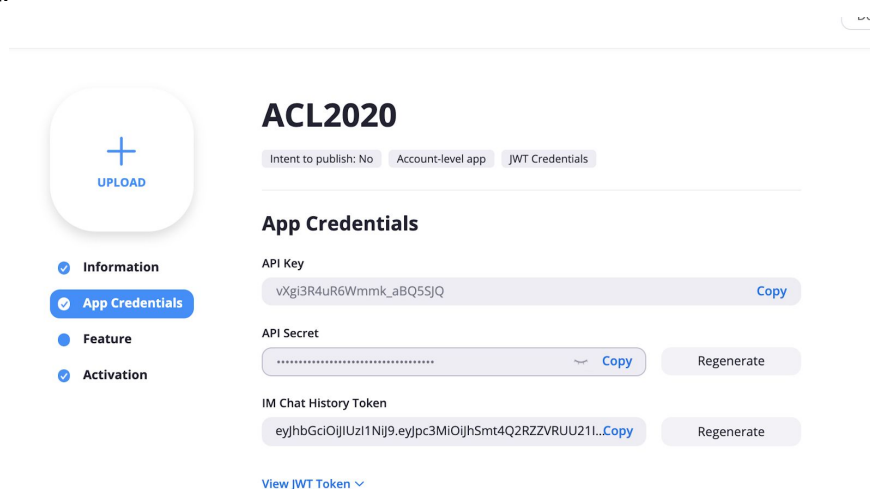 UPLOAD
Information
App Credentials
Feature
Activation
ACL2020
Intent to publish: No
Account-level app
JWT Credentials
App Credentials
API Key
vXgi3R4uR6Wmmk_aBQ5SJQ
Copy
API Secret
Copy
Regenerate
IM Chat History Token
eyJhbGciOiJIUzI1NiJ9.eyJpc3MiOiJhSmt4Q2RZZVRUU21I...Copy
Regenerate
View JWT Token